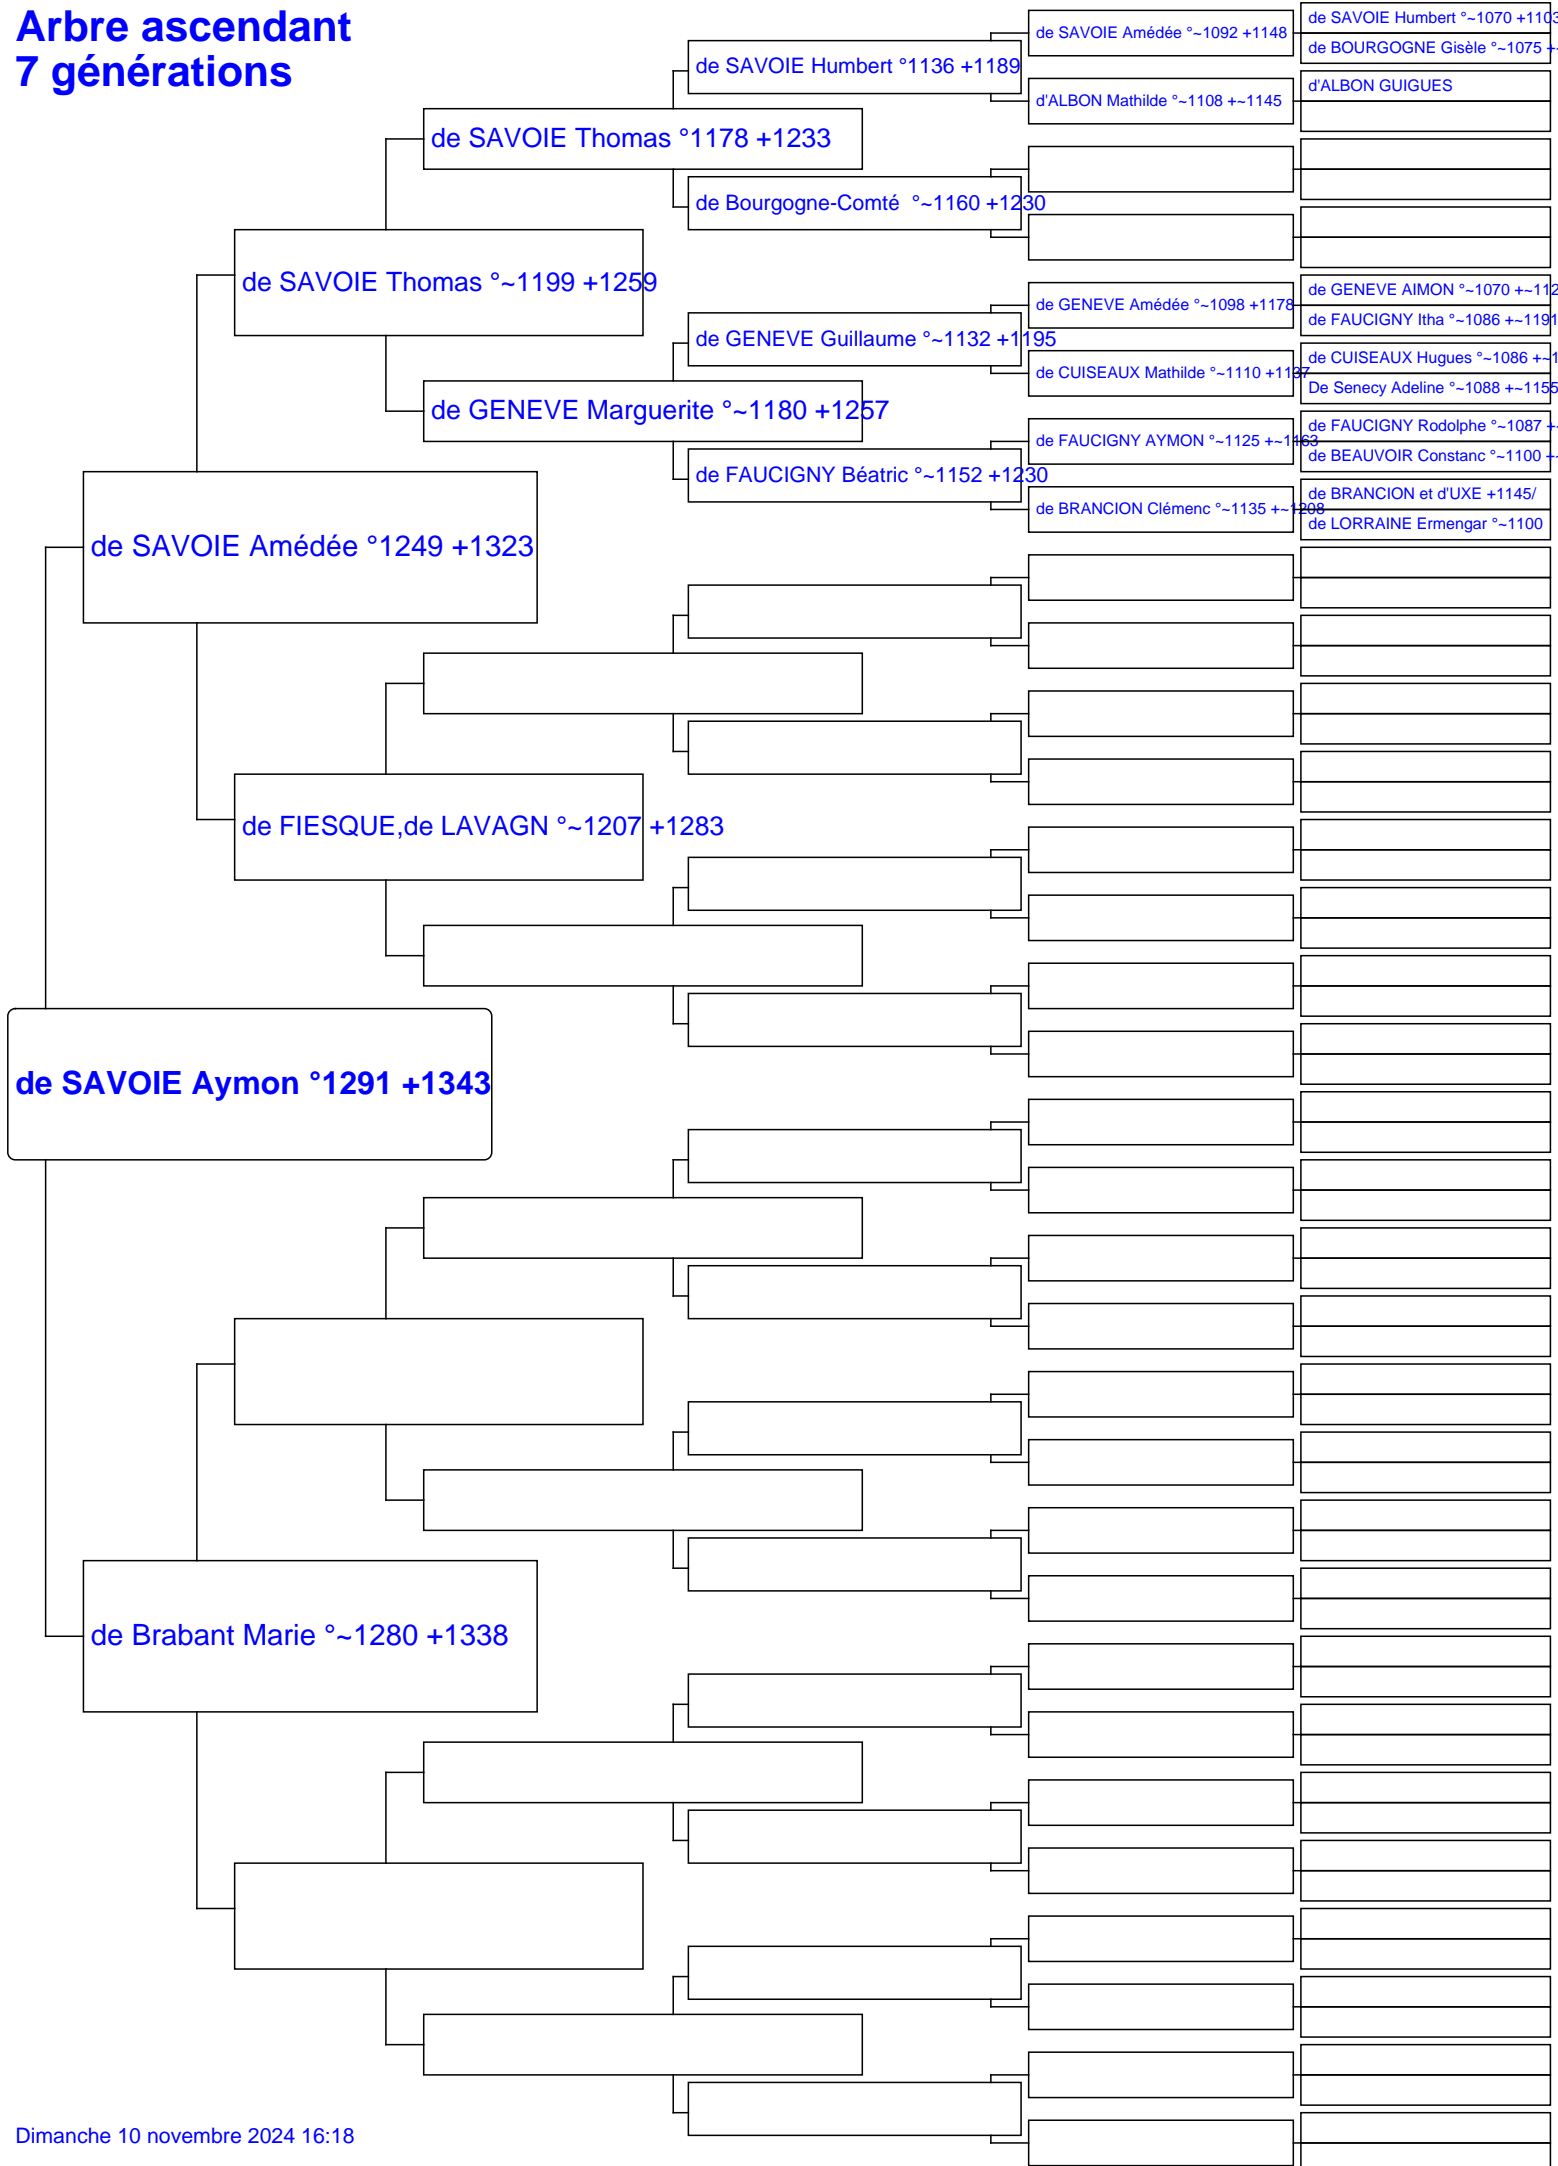 Arbre ascendant
7 générations
de SAVOIE Humbert °~1070 +1103
de SAVOIE Amédée °~1092 +1148
de BOURGOGNE Gisèle °~1075 +
de SAVOIE Humbert °1136 +1189
d'ALBON GUIGUES
d'ALBON Mathilde °~1108 +~1145
de SAVOIE Thomas °1178 +1233
de Bourgogne-Comté °~1160 +1230
de SAVOIE Thomas °~1199 +1259
de GENEVE AIMON °~1070 +~112
de GENEVE Amédée °~1098 +1178
de FAUCIGNY Itha °~1086 +~1191
de GENEVE Guillaume °~1132 +1195
de CUISEAUX Hugues °~1086 +~1
de CUISEAUX Mathilde °~1110 +1137
De Senecy Adeline °~1088 +~1155
de GENEVE Marguerite °~1180 +1257
de FAUCIGNY Rodolphe °~1087 +
de FAUCIGNY AYMON °~1125 +~1163
de BEAUVOIR Constanc °~1100 +
de FAUCIGNY Béatric °~1152 +1230
de BRANCION et d'UXE +1145/
de BRANCION Clémenc °~1135 +~1208
de LORRAINE Ermengar °~1100
de SAVOIE Amédée °1249 +1323
de FIESQUE,de LAVAGN °~1207 +1283
de SAVOIE Aymon °1291 +1343
de Brabant Marie °~1280 +1338
Dimanche 10 novembre 2024 16:18